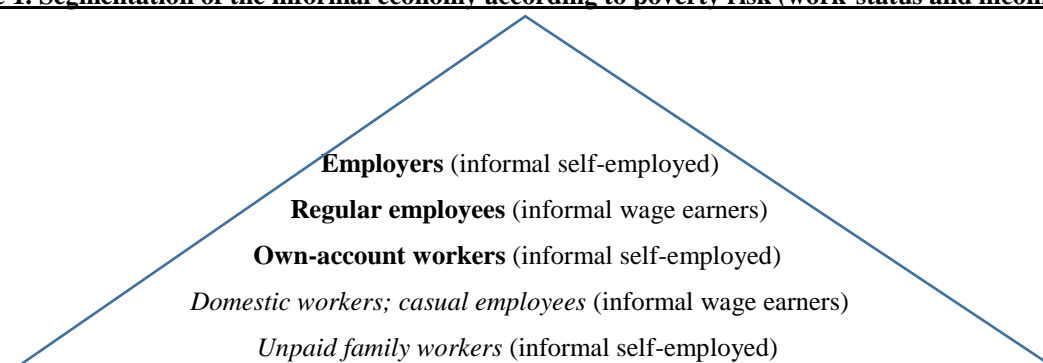 1. Segmentation of the informal economy according to poverty risk (work-status and
Employers (informal self-employed)
Regular employees (informal wage earners)
Own-account workers (informal self-employed)
Domestic workers; casual employees (informal wage earners)
Unpaid family workers (informal self-employed)